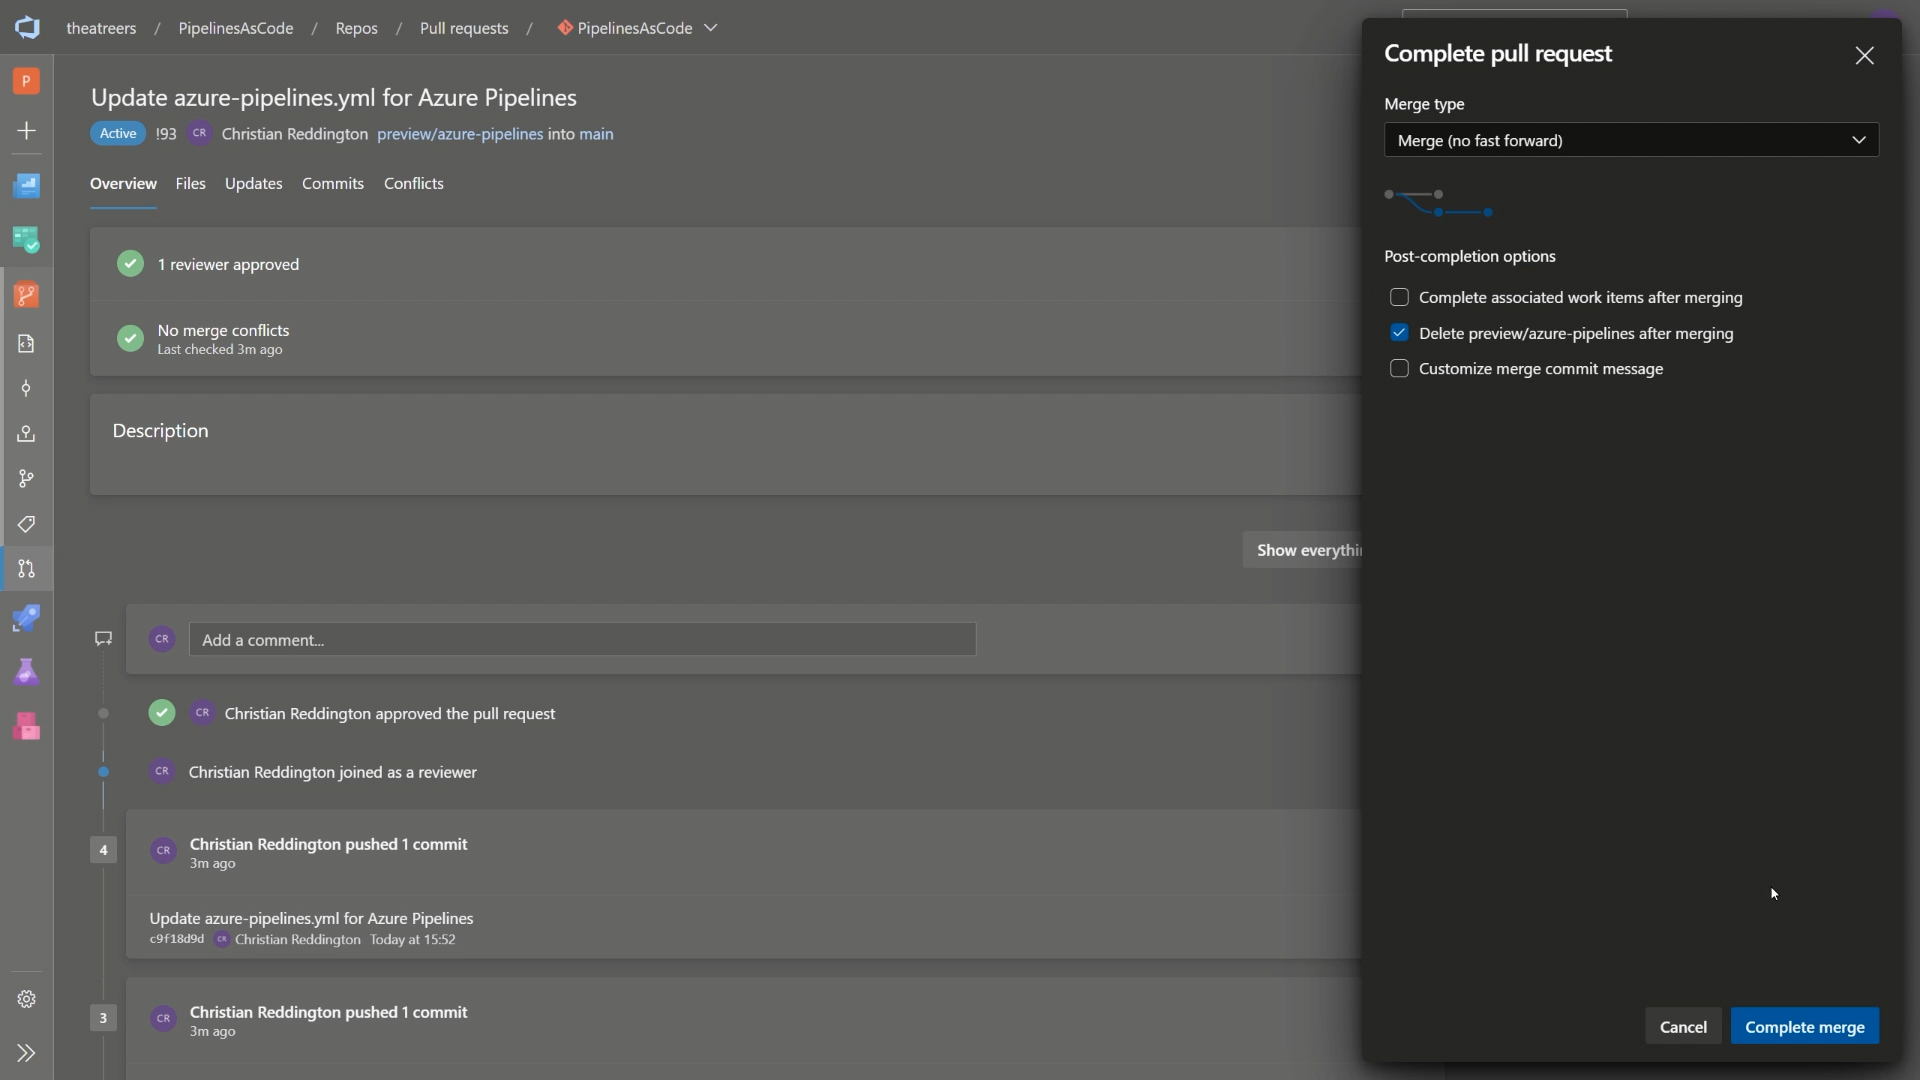 theatreers / PipelinesAsCode / Repos / Pull requests / PipelinesAsCode
P
Update azure-pipelines.yml for Azure Pipelines
Active !93 CR Christian Reddington preview/azure-pipelines into main
Overview Files Updates Commits Conflicts
1 reviewer approved
No merge conflicts
Last checked 3m ago
Description
Show everythin
CR Add a comment...
CR Christian Reddington approved the pull request
CR Christian Reddington joined as a reviewer
4 CR Christian Reddington pushed 1 commit
3m ago
Update azure-pipelines.yml for Azure Pipelines
c9f18d9d CR Christian Reddington Today at 15:52
3 CR Christian Reddington pushed 1 commit
3m ago
Complete pull request
Merge type
Merge (no fast forward)
Post-completion options
Complete associated work items after merging
Delete preview/azure-pipelines after merging
Customize merge commit message
Cancel Complete merge